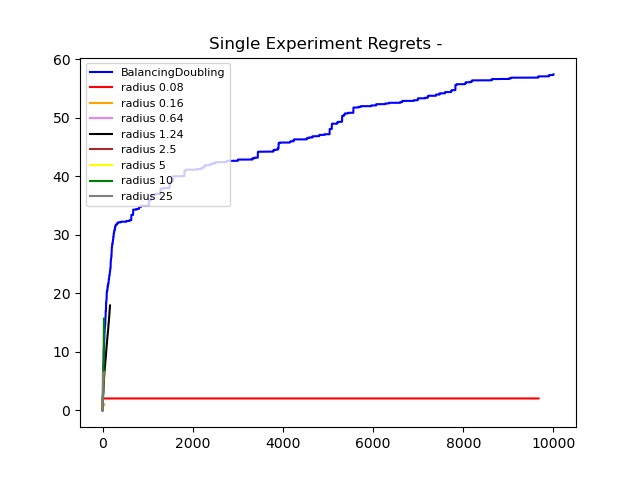 Single Experiment Regrets -
60
50
40
30
20
10
0
BalancingDoubling
radius 0.08
radius 0.16
radius 0.64
radius 1.24
radius 2.5
radius 5
radius 10
radius 25
0 2000 4000 6000 8000 10000